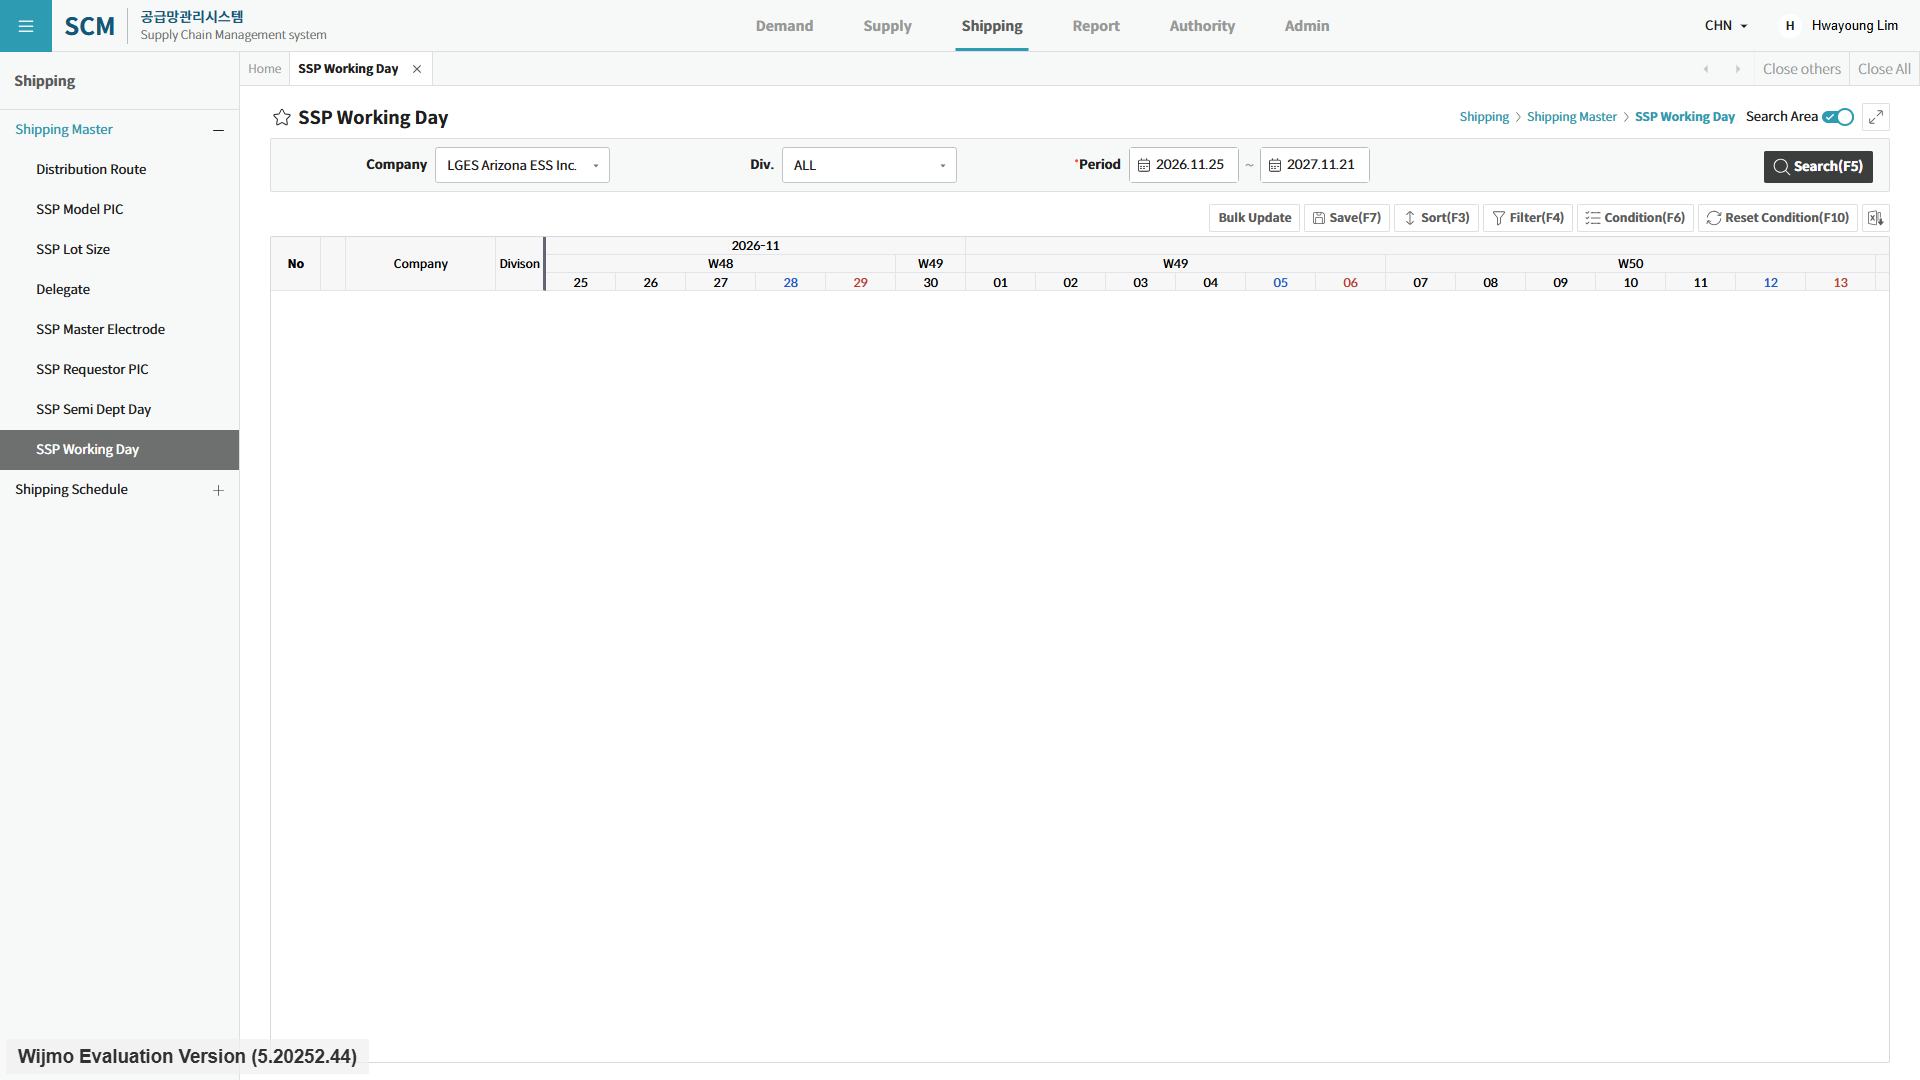 SCM
공급망관리시스템
Supply Chain Management system
Demand
Supply
Shipping
Report
Authority
Admin
CHN
H
Hwayoung Lim
Shipping
Home
SSP Working Day
Close others
Close All
Shipping Master
Distribution Route
SSP Model PIC
SSP Lot Size
Delegate
SSP Master Electrode
SSP Requestor PIC
SSP Semi Dept Day
SSP Working Day
Shipping Schedule
SSP Working Day
Shipping > Shipping Master > SSP Working Day
Search Area
Company
LGES Arizona ESS Inc.
Div.
ALL
*Period
2026.11.25 ~ 2027.11.21
Search(F5)
Bulk Update
Save(F7)
Sort(F3)
Filter(F4)
Condition(F6)
Reset Condition(F10)
No
Company
Divison
2026-11
W48 W49 W49 W50
25 26 27 28 29 30 01 02 03 04 05 06 07 08 09 10 11 12 13
Wijmo Evaluation Version (5.20252.44)